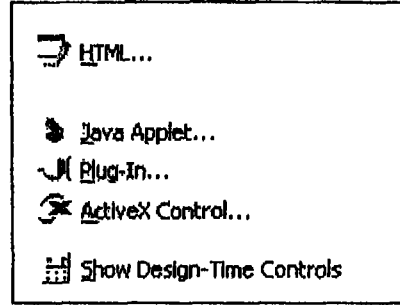 HTML...
Java Applet...
Plug-In...
ActiveX Control...
Show Design-Time Controls